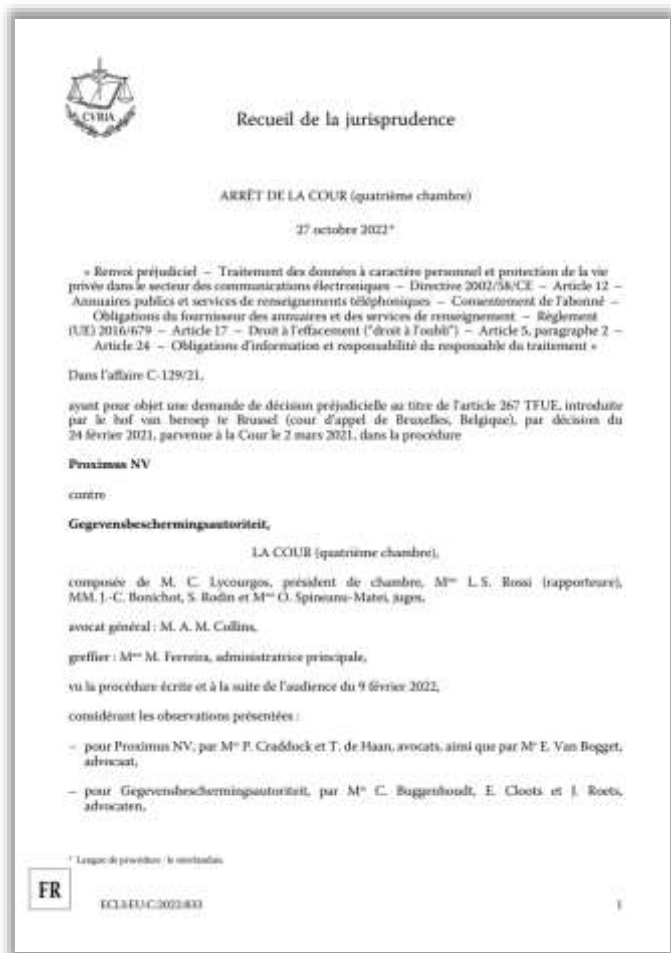 CVRIA
Recueil de la jurisprudence
ARRÊT DE LA COUR (quatrième chambre)
27 octobre 2022*
« Renvoi préjudiciel – Traitement des données à caractère personnel et protection de la vie
privée dans le secteur des communications électroniques – Directive 2002/58/CE – Article 12 –
Annuaires publics et services de renseignements téléphoniques – Consentement de l'abonné –
Obligations du fournisseur des annuaires et des services de renseignement – Règlement
(UE) 2016/679 – Article 17 – Droit à l'effacement ("droit à l'oubli") – Article 5, paragraphe 2 –
Article 24 – Obligations d'information et responsabilité du responsable du traitement »
Dans l'affaire C-129/21,
ayant pour objet une demande de décision préjudicielle au titre de l'article 267 TFUE, introduite
par le hof van beroep te Brussel (cour d'appel de Bruxelles, Belgique), par décision du
24 février 2021, parvenue à la Cour le 2 mars 2021, dans la procédure
Proximus NV
contre
Gegevensbeschermingsautoriteit,
LA COUR (quatrième chambre),
composée de M. C. Lycourgos, président de chambre, Mme L. S. Rossi (rapporteure),
MM. J.-C. Bonichot, S. Rodin et Mme O. Spineanu-Matei, juges,
avocat général : M. A. M. Collins,
greffier : Mme M. Ferreira, administratrice principale,
vu la procédure écrite et à la suite de l'audience du 9 février 2022,
considérant les observations présentées :
– pour Proximus NV, par Mes P. Craddock et T. de Haan, avocats, ainsi que par Me E. Van Bogget,
advocaat,
– pour Gegevensbeschermingsautoriteit, par Mes C. Buggenhoudt, E. Cloots et J. Roets,
advocaten,
* Langue de procédure : le néerlandais.
FR
ECLI:EU:C:2022:833 1